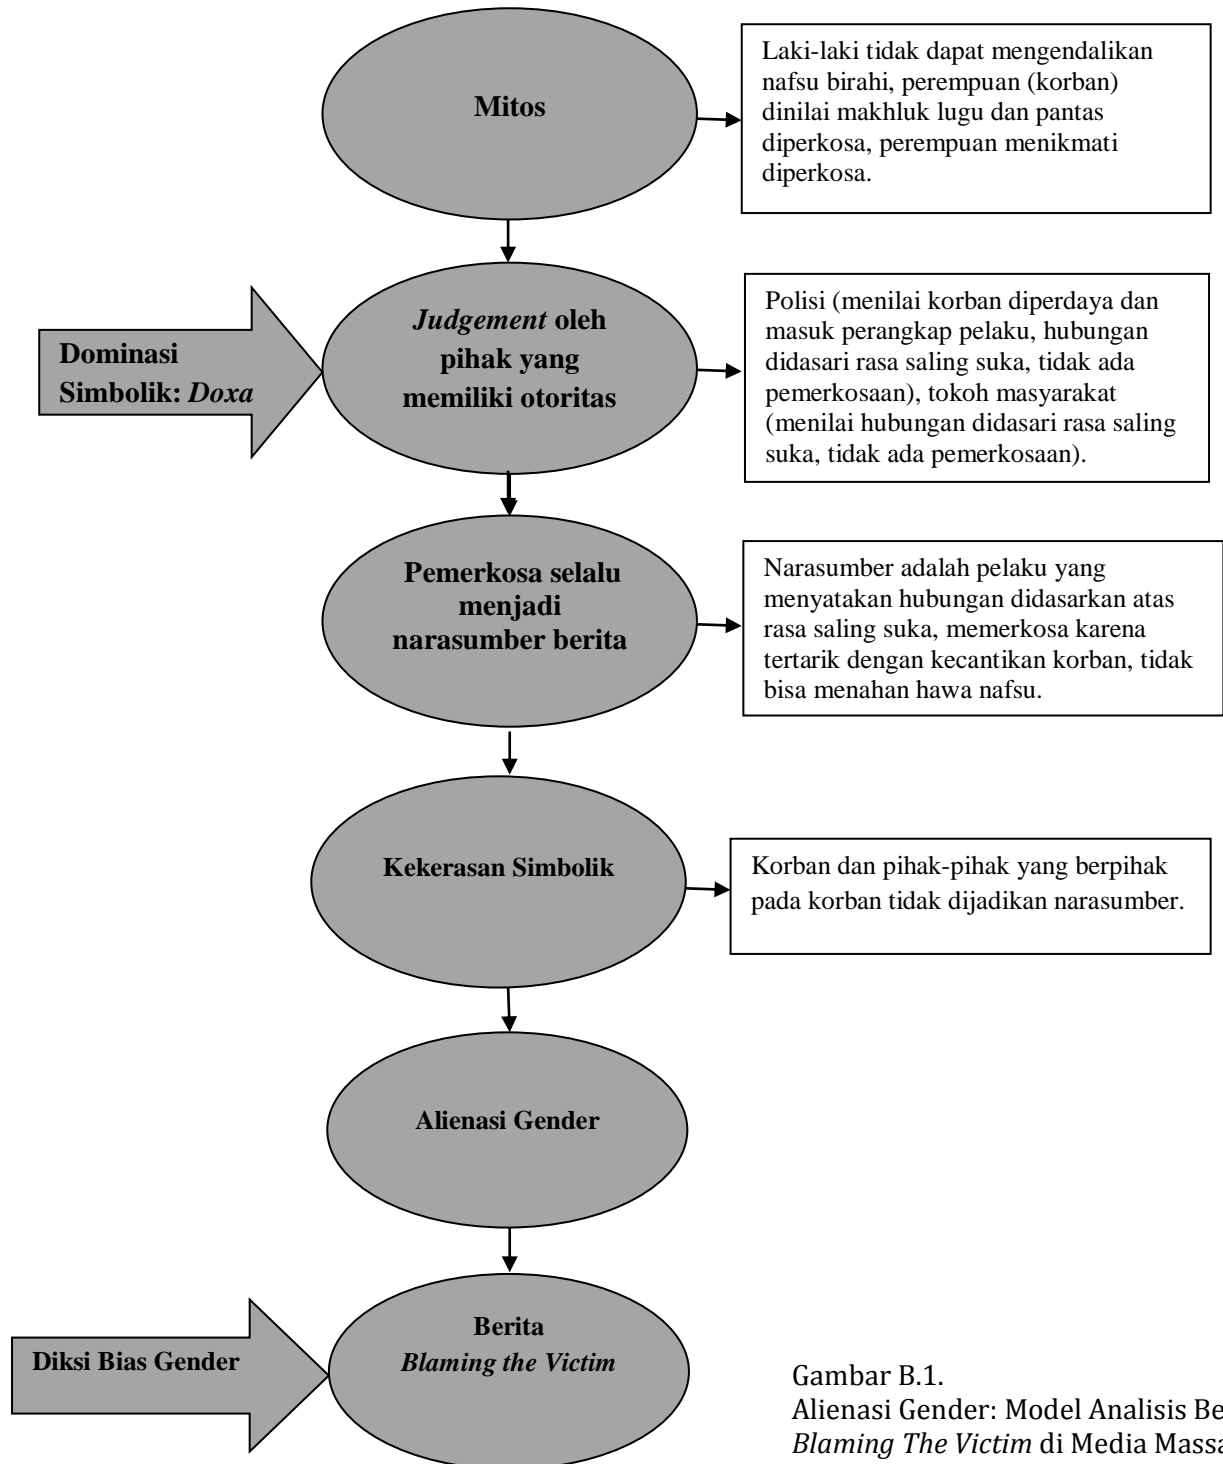 Mitos
Laki-laki tidak dapat mengendalikan
nafsu birahi, perempuan (korban)
dinilai makhluk lugu dan pantas
diperkosa, perempuan menikmati
diperkosa.
Dominasi
Simbolik: Doxa
Judgement oleh
pihak yang
memiliki otoritas
Polisi (menilai korban diperdaya dan
masuk perangkap pelaku, hubungan
didasari rasa saling suka, tidak ada
pemerkosaan), tokoh masyarakat
(menilai hubungan didasari rasa saling
suka, tidak ada pemerkosaan).
Pemerkosa selalu
menjadi
narasumber berita
Narasumber adalah pelaku yang
menyatakan hubungan didasarkan atas
rasa saling suka, memerkosa karena
tertarik dengan kecantikan korban, tidak
bisa menahan hawa nafsu.
Kekerasan Simbolik
Korban dan pihak-pihak yang berpihak
pada korban tidak dijadikan narasumber.
Alienasi Gender
Diksi Bias Gender
Berita
Blaming the Victim
Gambar B.1.
Alienasi Gender: Model Analisis Be
Blaming The Victim di Media Massa